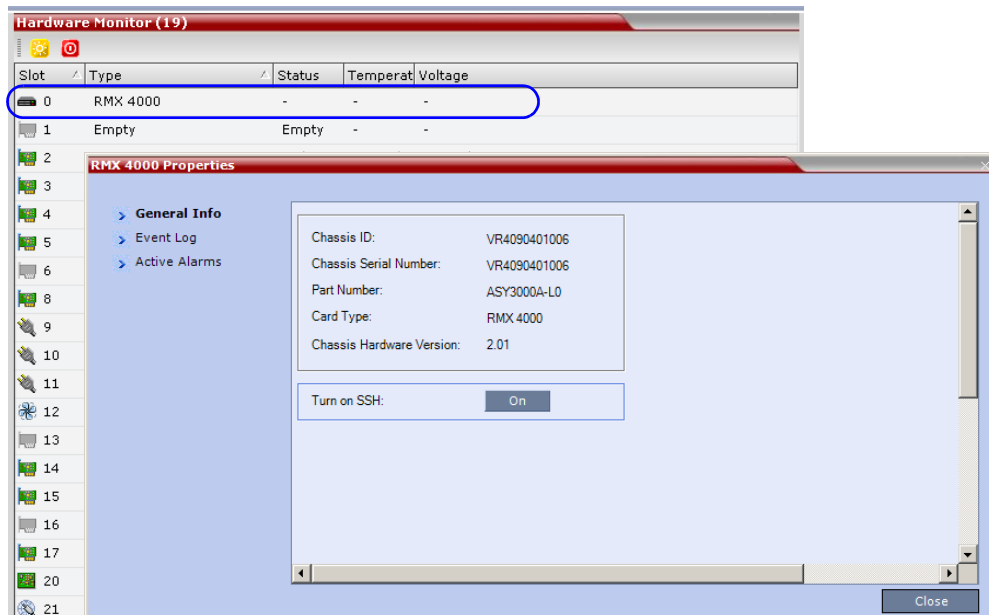 Hardware Monitor (19)
Slot Type Status Temperat Voltage
0 RMX 4000 - - -
1 Empty Empty - -
2
RMX 4000 Properties
3
4
5
6
8
9
10
11
12
13
14
15
16
17
20
21
General Info
Event Log
Active Alarms
Chassis ID: VR4090401006
Chassis Serial Number: VR4090401006
Part Number: ASY3000A-L0
Card Type: RMX 4000
Chassis Hardware Version: 2.01
Turn on SSH: On
Close